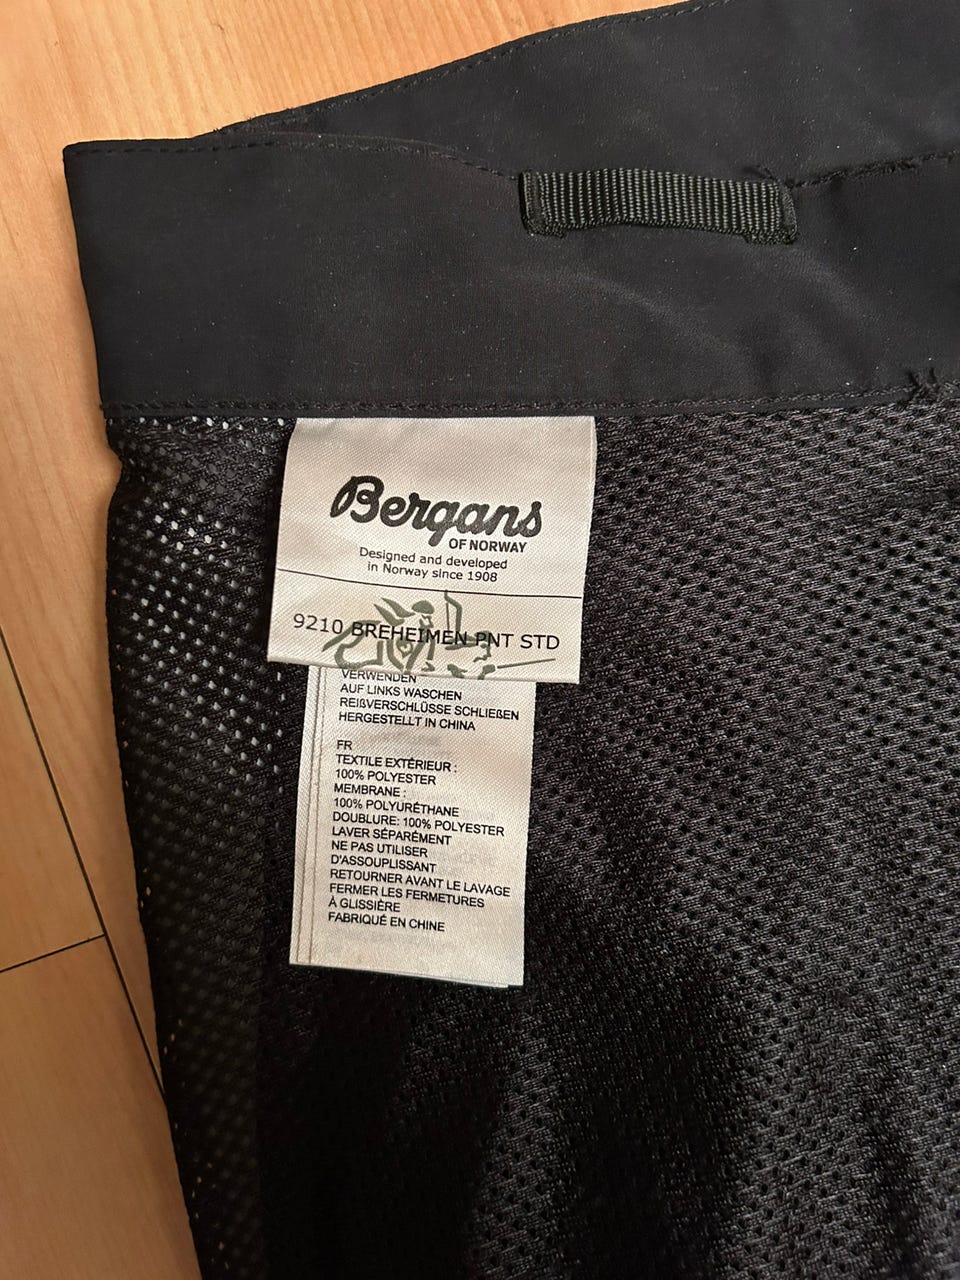 Bergans
OF NORWAY
Designed and developed
in Norway since 1908
9210 BREHEIMEN PNT STD
VERWENDEN
AUF LINKS WASCHEN
REIßVERSCHLÜSSE SCHLIEßEN
HERGESTELLT IN CHINA
FR
TEXTILE EXTÉRIEUR :
100% POLYESTER
MEMBRANE :
100% POLYURÉTHANE
DOUBLURE: 100% POLYESTER
LAVER SÉPARÉMENT
NE PAS UTILISER
D'ASSOUPLISSANT
RETOURNER AVANT LE LAVAGE
FERMER LES FERMETURES
À GLISSIÈRE
FABRIQUÉ EN CHINE